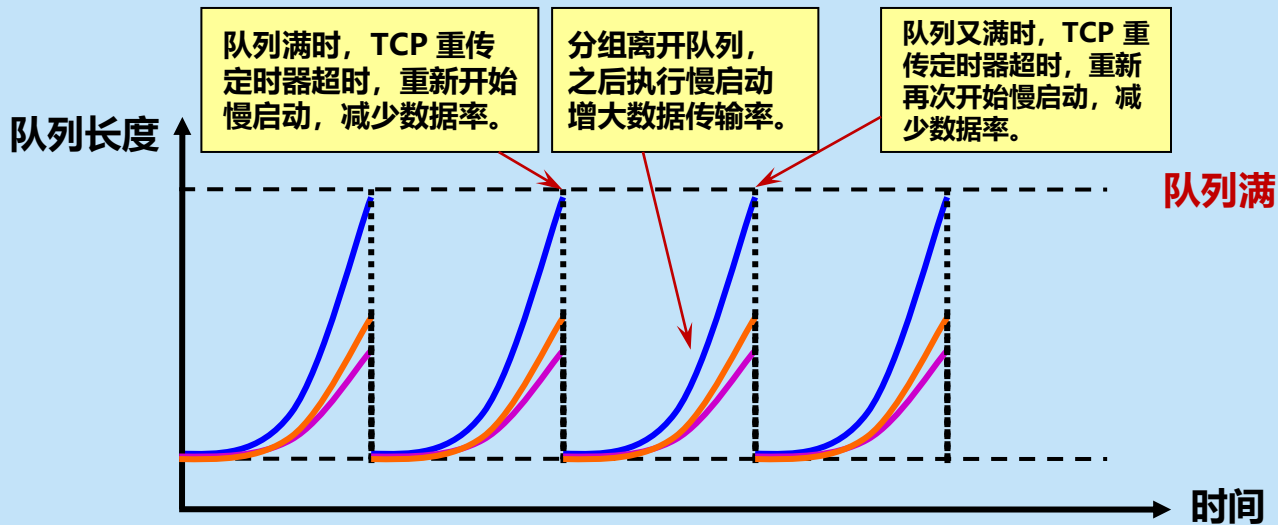 队列满时，TCP 重传
定时器超时，重新开始
慢启动，减少数据率。
分组离开队列，
之后执行慢启动
增大数据传输率。
队列又满时，TCP 重
传定时器超时，重新
再次开始慢启动，减
少数据率。
队列长度
队列满
时间